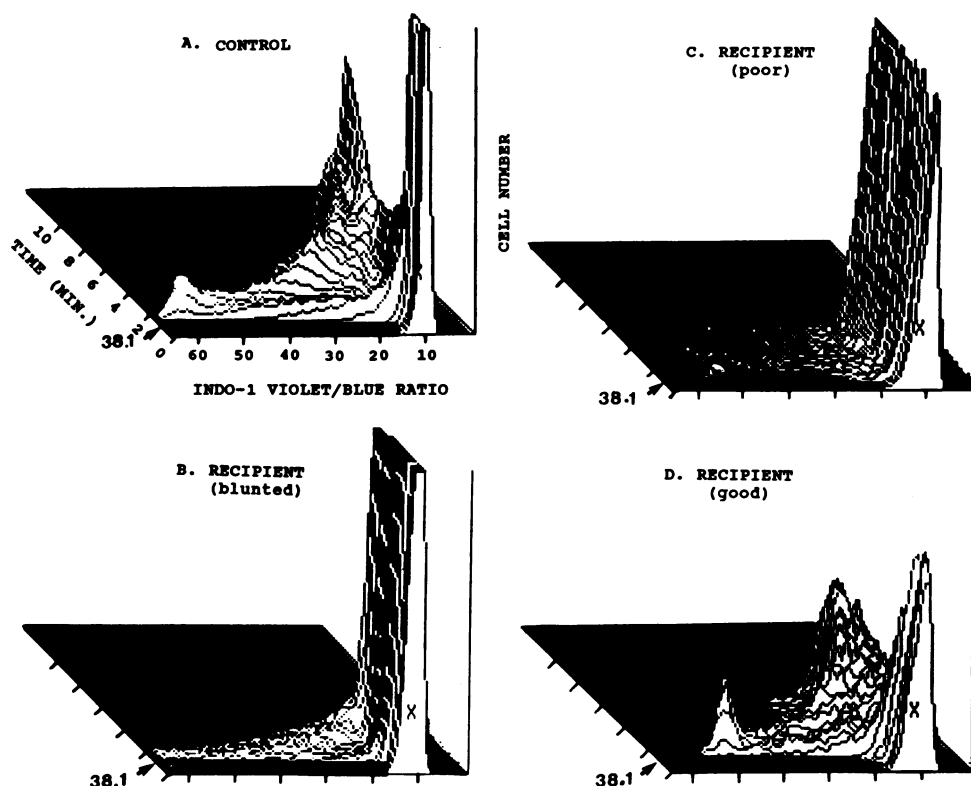 A. CONTROL
10
8
6
4
2
0
TIME (MIN.)
38.1
60
50
40
30
20
10
INDO-1 VIOLET/BLUE RATIO
CELL NUMBER
C. RECIPIENT
(poor)
X
38.1
B. RECIPIENT
(blunted)
X
38.1
D. RECIPIENT
(good)
X
38.1